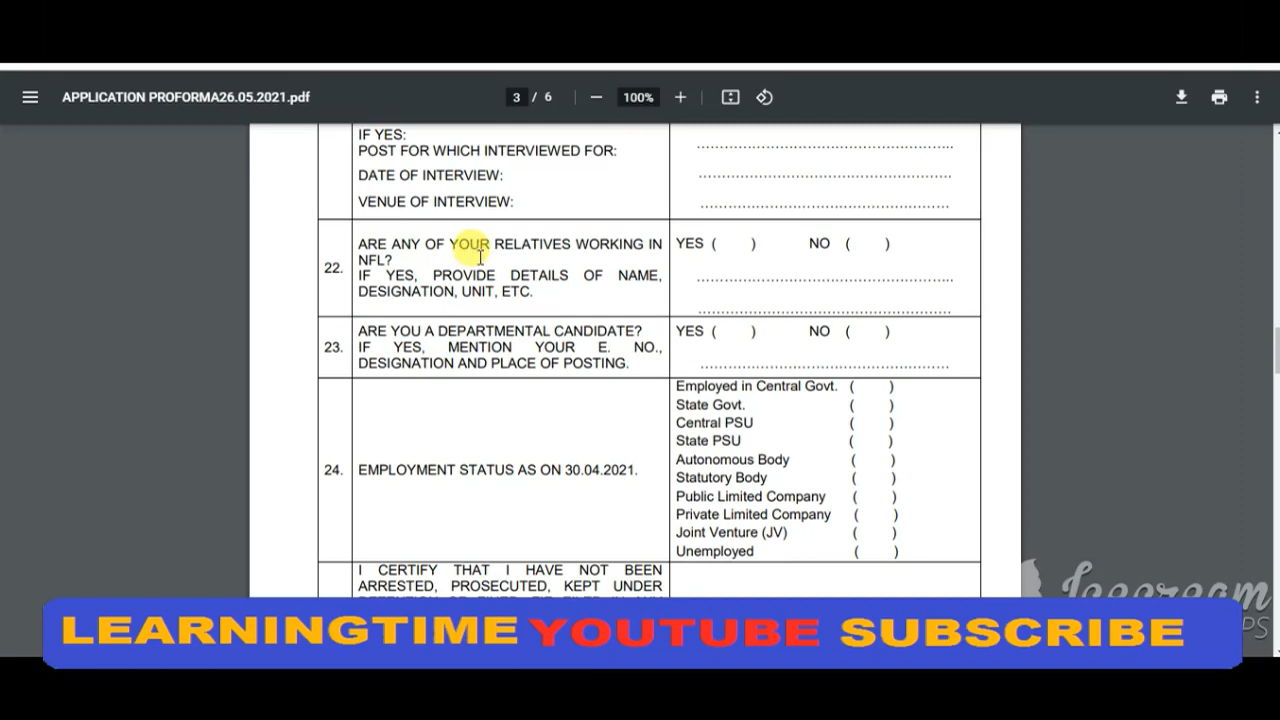 APPLICATION PROFORMA26.05.2021.pdf
3 / 6
100%
IF YES:
POST FOR WHICH INTERVIEWED FOR:
DATE OF INTERVIEW:
VENUE OF INTERVIEW:
22.
ARE ANY OF YOUR RELATIVES WORKING IN
NFL?
IF YES, PROVIDE DETAILS OF NAME,
DESIGNATION, UNIT, ETC.
YES ( ) NO ( )
23.
ARE YOU A DEPARTMENTAL CANDIDATE?
IF YES, MENTION YOUR E. NO.,
DESIGNATION AND PLACE OF POSTING.
YES ( ) NO ( )
24.
EMPLOYMENT STATUS AS ON 30.04.2021.
Employed in Central Govt. ( )
State Govt. ( )
Central PSU ( )
State PSU ( )
Autonomous Body ( )
Statutory Body ( )
Public Limited Company ( )
Private Limited Company ( )
Joint Venture (JV) ( )
Unemployed ( )
I CERTIFY THAT I HAVE NOT BEEN
ARRESTED, PROSECUTED, KEPT UNDER
Icecream
PS
LEARNINGTIME YOUTUBE SUBSCRIBE